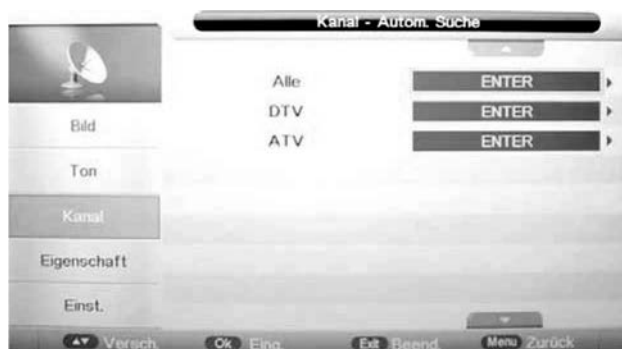 Kanal - Autom. Suche
Alle ENTER
DTV ENTER
ATV ENTER
Bild
Ton
Kanal
Eigenschaft
Einst.
Versch. Ok Eing. Exit Beend. Menu Zurück